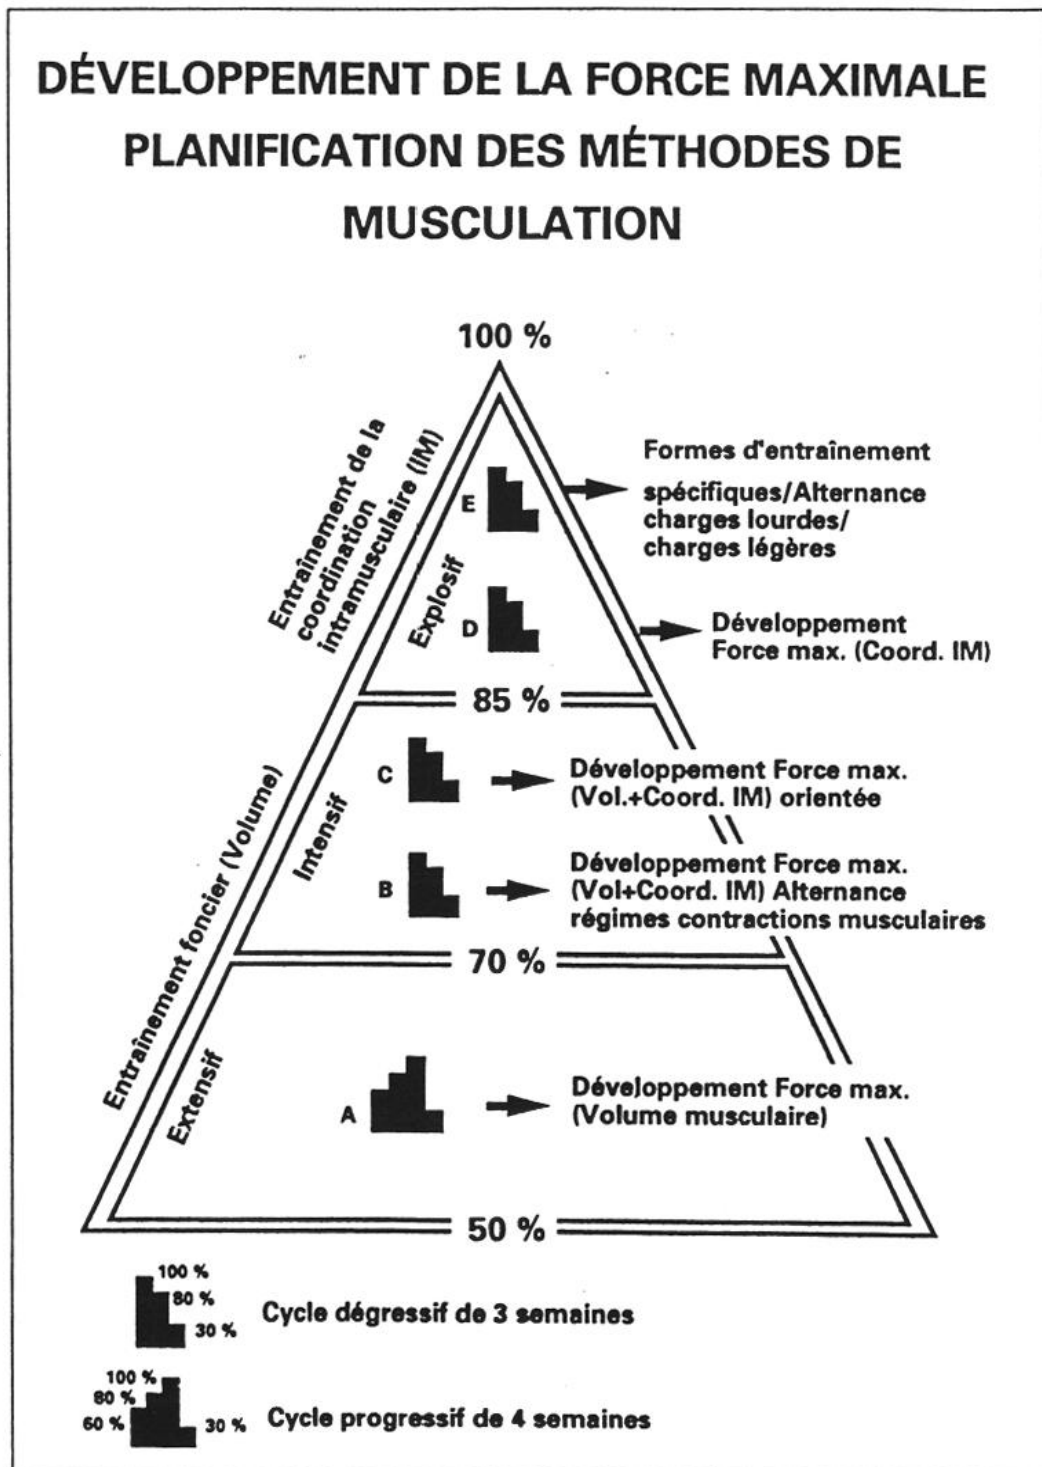 DÉVELOPPEMENT DE LA FORCE MAXIMALE
PLANIFICATION DES MÉTHODES DE
MUSCULATION
100 %
Entraînement de la
coordination
intramusculaire (IM)
Explosif
E
Formes d'entraînement
spécifiques/Alternance
charges lourdes/
charges légères
D
Développement
Force max. (Coord. IM)
85 %
Entraînement foncier (Volume)
Intensif
C
Développement Force max.
(Vol.+Coord. IM) orientée
B
Développement Force max.
(Vol+Coord. IM) Alternance
régimes contractions musculaires
70 %
Extensif
A
Développement Force max.
(Volume musculaire)
50 %
100 %
80 %
30 %
Cycle dégressif de 3 semaines
100 %
80 %
60 %
30 %
Cycle progressif de 4 semaines